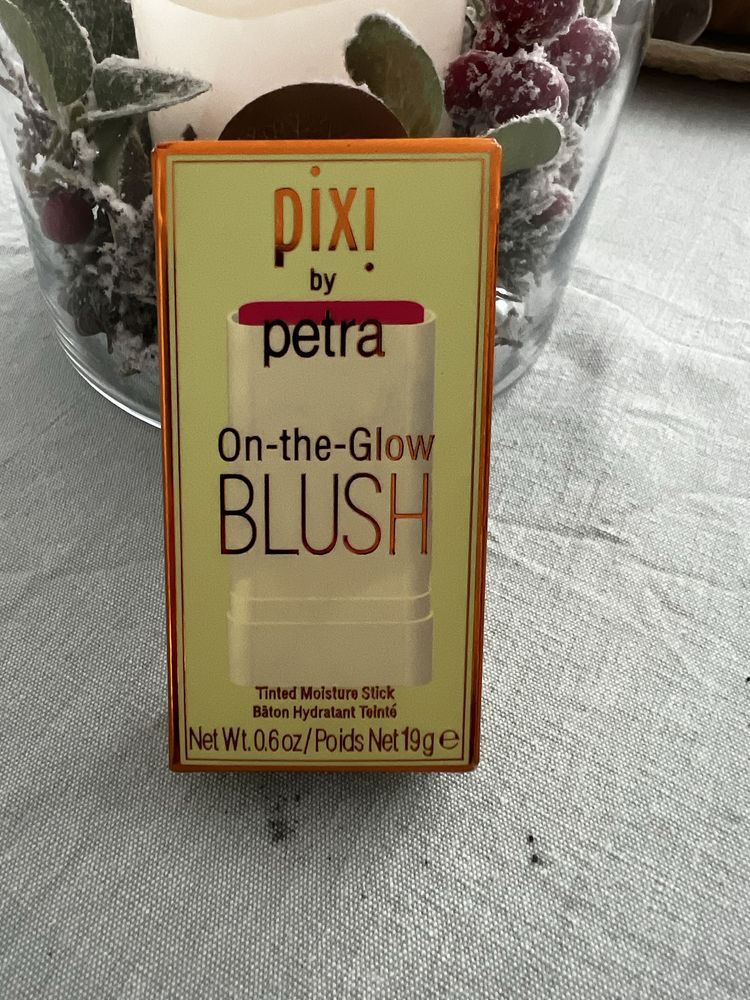 pixi
by
petra
On-the-Glow
BLUSH
Tinted Moisture Stick
Bâton Hydratant Teinté
Net Wt. 0.6 oz/Poids Net 19 g ℮